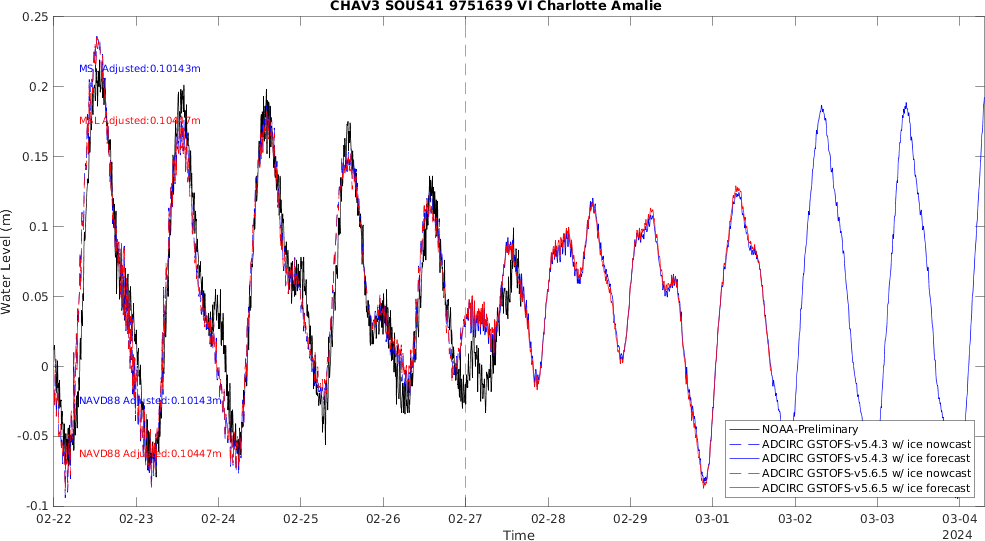 CHAV3 SOUS41 9751639 VI Charlotte Amalie
0.25
0.2
0.15
0.1
0.05
0
-0.05
-0.1
Water Level (m)
MSL Adjusted:0.10143m
MSL Adjusted:0.10447m
NAVD88 Adjusted:0.10143m
NAVD88 Adjusted:0.10447m
NOAA-Preliminary
ADCIRC GSTOFS-v5.4.3 w/ ice nowcast
ADCIRC GSTOFS-v5.4.3 w/ ice forecast
ADCIRC GSTOFS-v5.6.5 w/ ice nowcast
ADCIRC GSTOFS-v5.6.5 w/ ice forecast
02-22 02-23 02-24 02-25 02-26 02-27 02-28 02-29 03-01 03-02 03-03 03-04
Time
2024